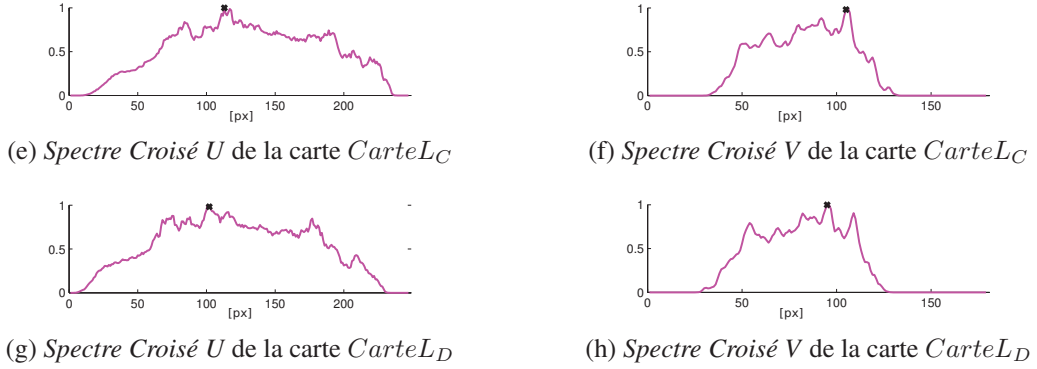 1
0.5
0
0 50 100 150 200
[px]
1
0.5
0
0 50 100 150
[px]
(e) Spectre Croisé U de la carte CarteL_C
(f) Spectre Croisé V de la carte CarteL_C
1
0.5
0
0 50 100 150 200
[px]
1
0.5
0
0 50 100 150
[px]
(g) Spectre Croisé U de la carte CarteL_D
(h) Spectre Croisé V de la carte CarteL_D